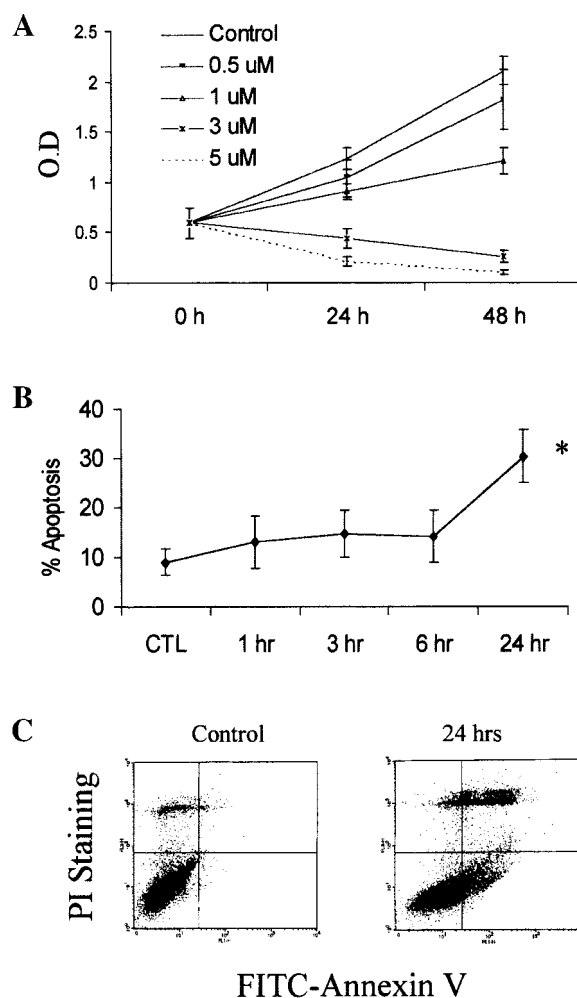 A
Control
0.5 uM
1 uM
3 uM
5 uM
O.D
2.5
2
1.5
1
0.5
0
0 h 24 h 48 h
B
% Apoptosis
40
30
20
10
0
CTL 1 hr 3 hr 6 hr 24 hr
*
C
Control 24 hrs
PI Staining
FITC-Annexin V